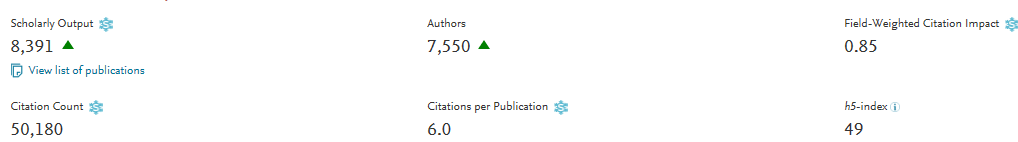 Scholarly Output
Authors
Field-Weighted Citation Impact
8,391
7,550
0.85
View list of publications
Citation Count
Citations per Publication
h5-index
50,180
6.0
49